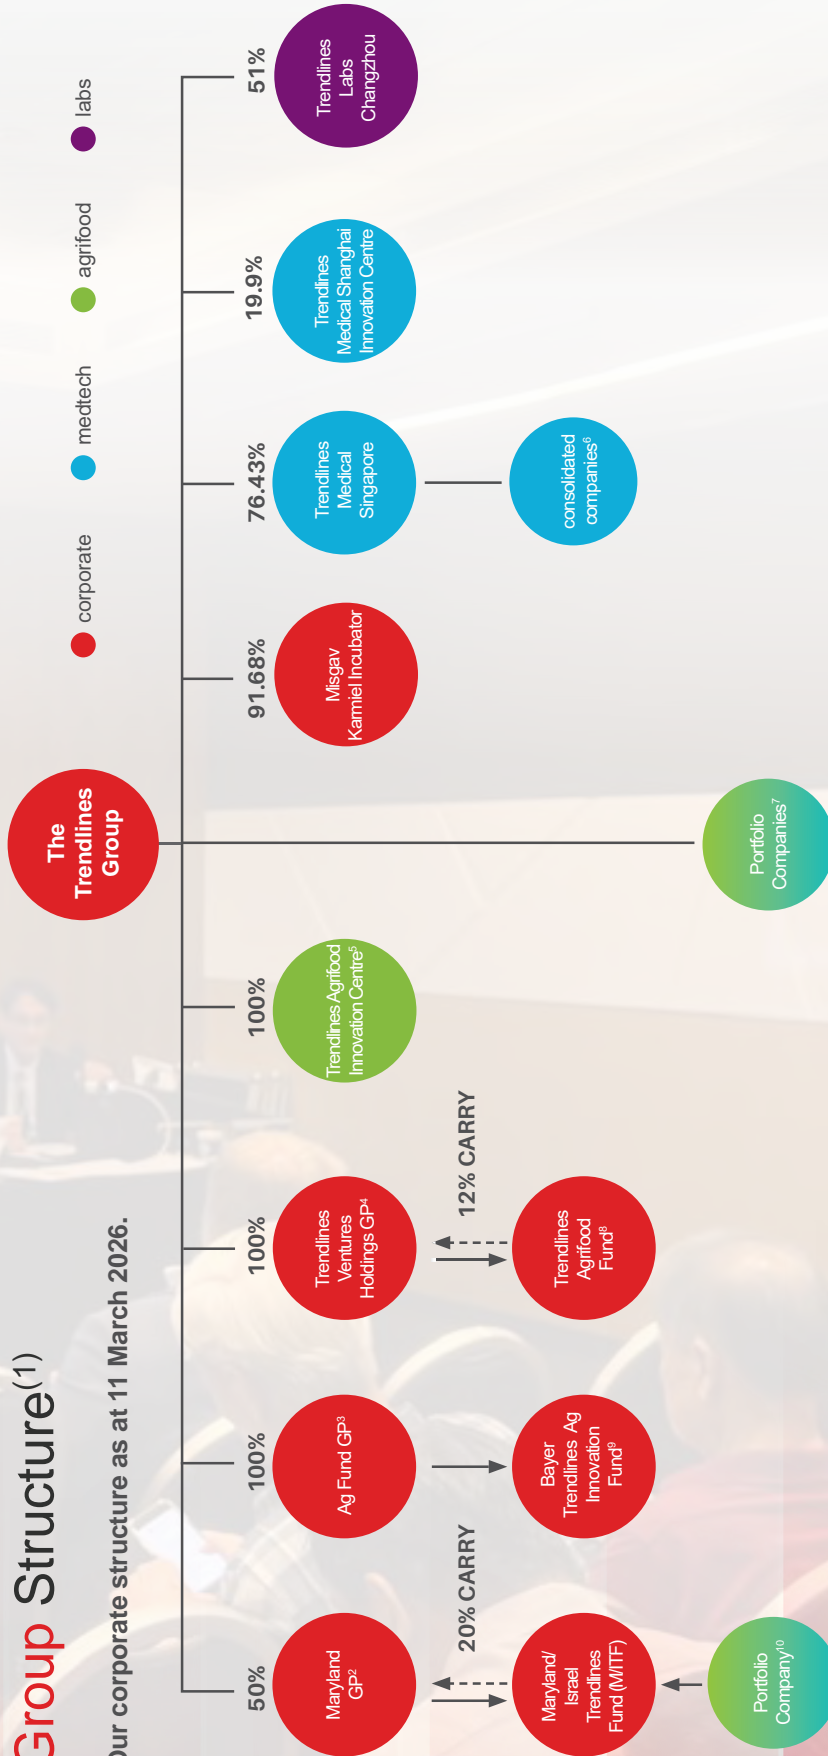 Group Structure(1)
Our corporate structure as at 11 March 2026.
corporate
medtech
agrifood
labs
The
Trendlines
Group
50%
100%
100%
100%
91.68%
76.43%
19.9%
51%
Maryland
GP2
Ag Fund GP3
Trendlines
Ventures
Holdings GP4
Trendlines Agrifood
Innovation Centre5
Misgav
Karmiel Incubator
Trendlines
Medical
Singapore
Trendlines
Medical Shanghai
Innovation Centre
Trendlines
Labs
Changzhou
20% CARRY
12% CARRY
Maryland/
Israel
Trendlines
Fund (M/ITF)
Bayer
Trendlines Ag
Innovation
Fund9
Trendlines
Agrifood
Fund8
consolidated
companies6
Portfolio
Company10
Portfolio
Companies7